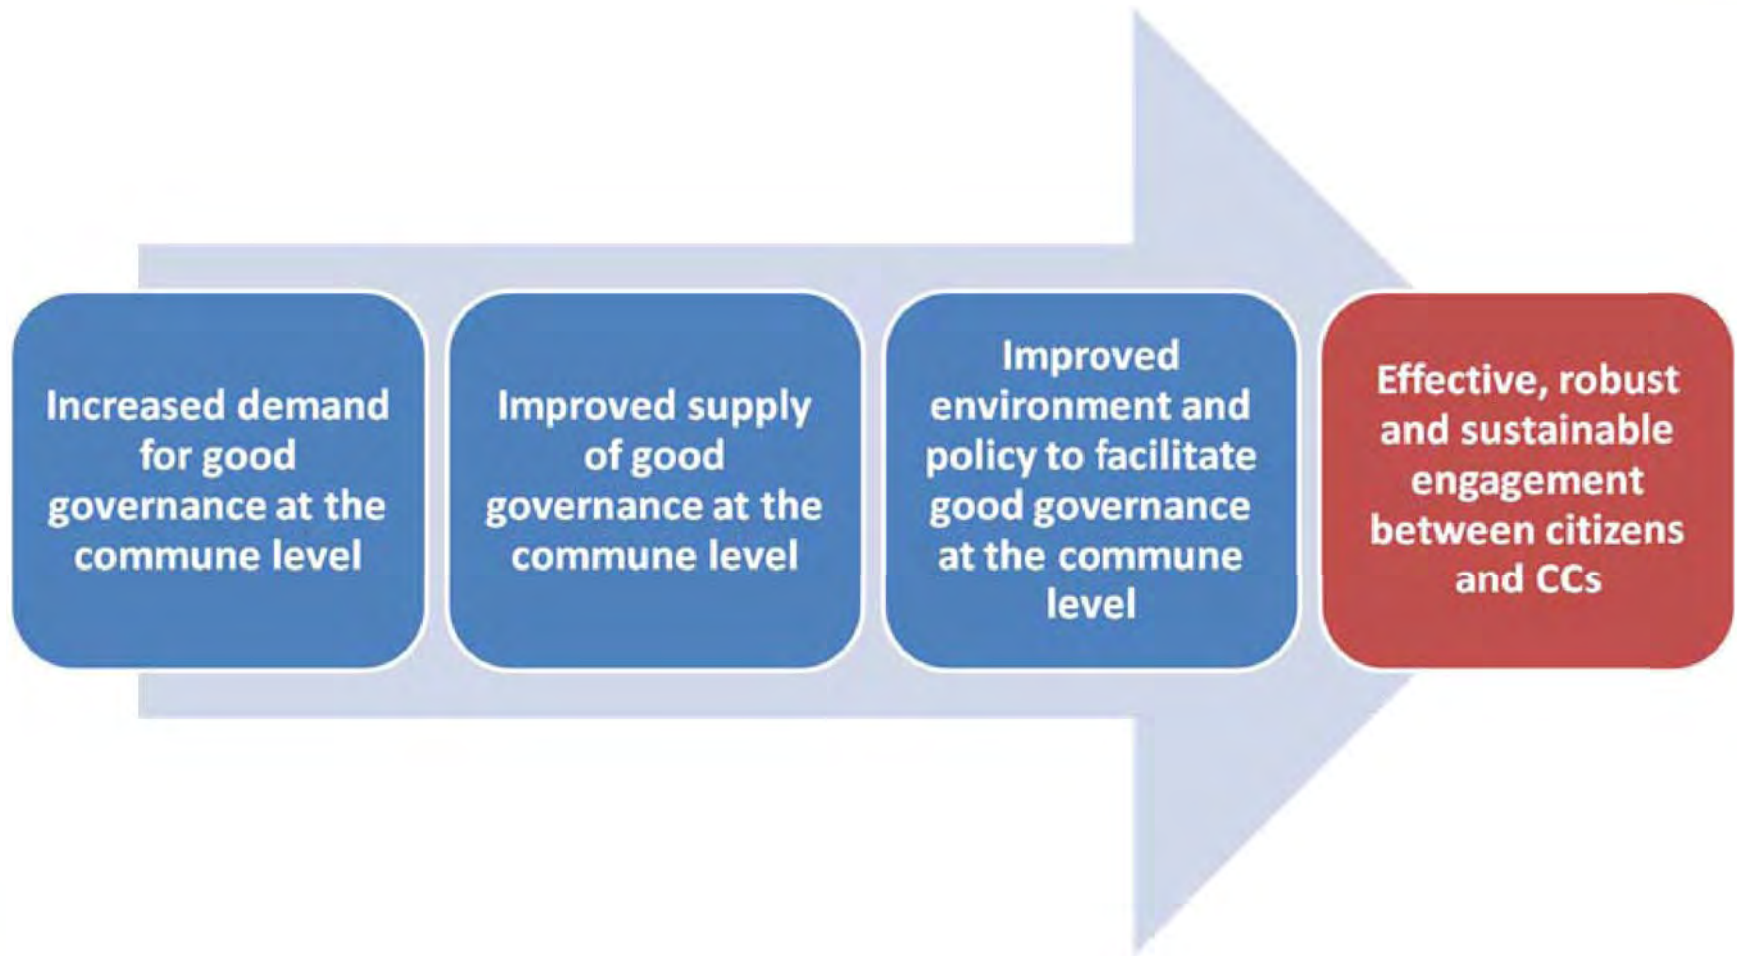 Increased demand
for good
governance at the
commune level
Improved supply
of good
governance at the
commune level
Improved
environment and
policy to facilitate
good governance
at the commune
level
Effective, robust
and sustainable
engagement
between citizens
and CCs